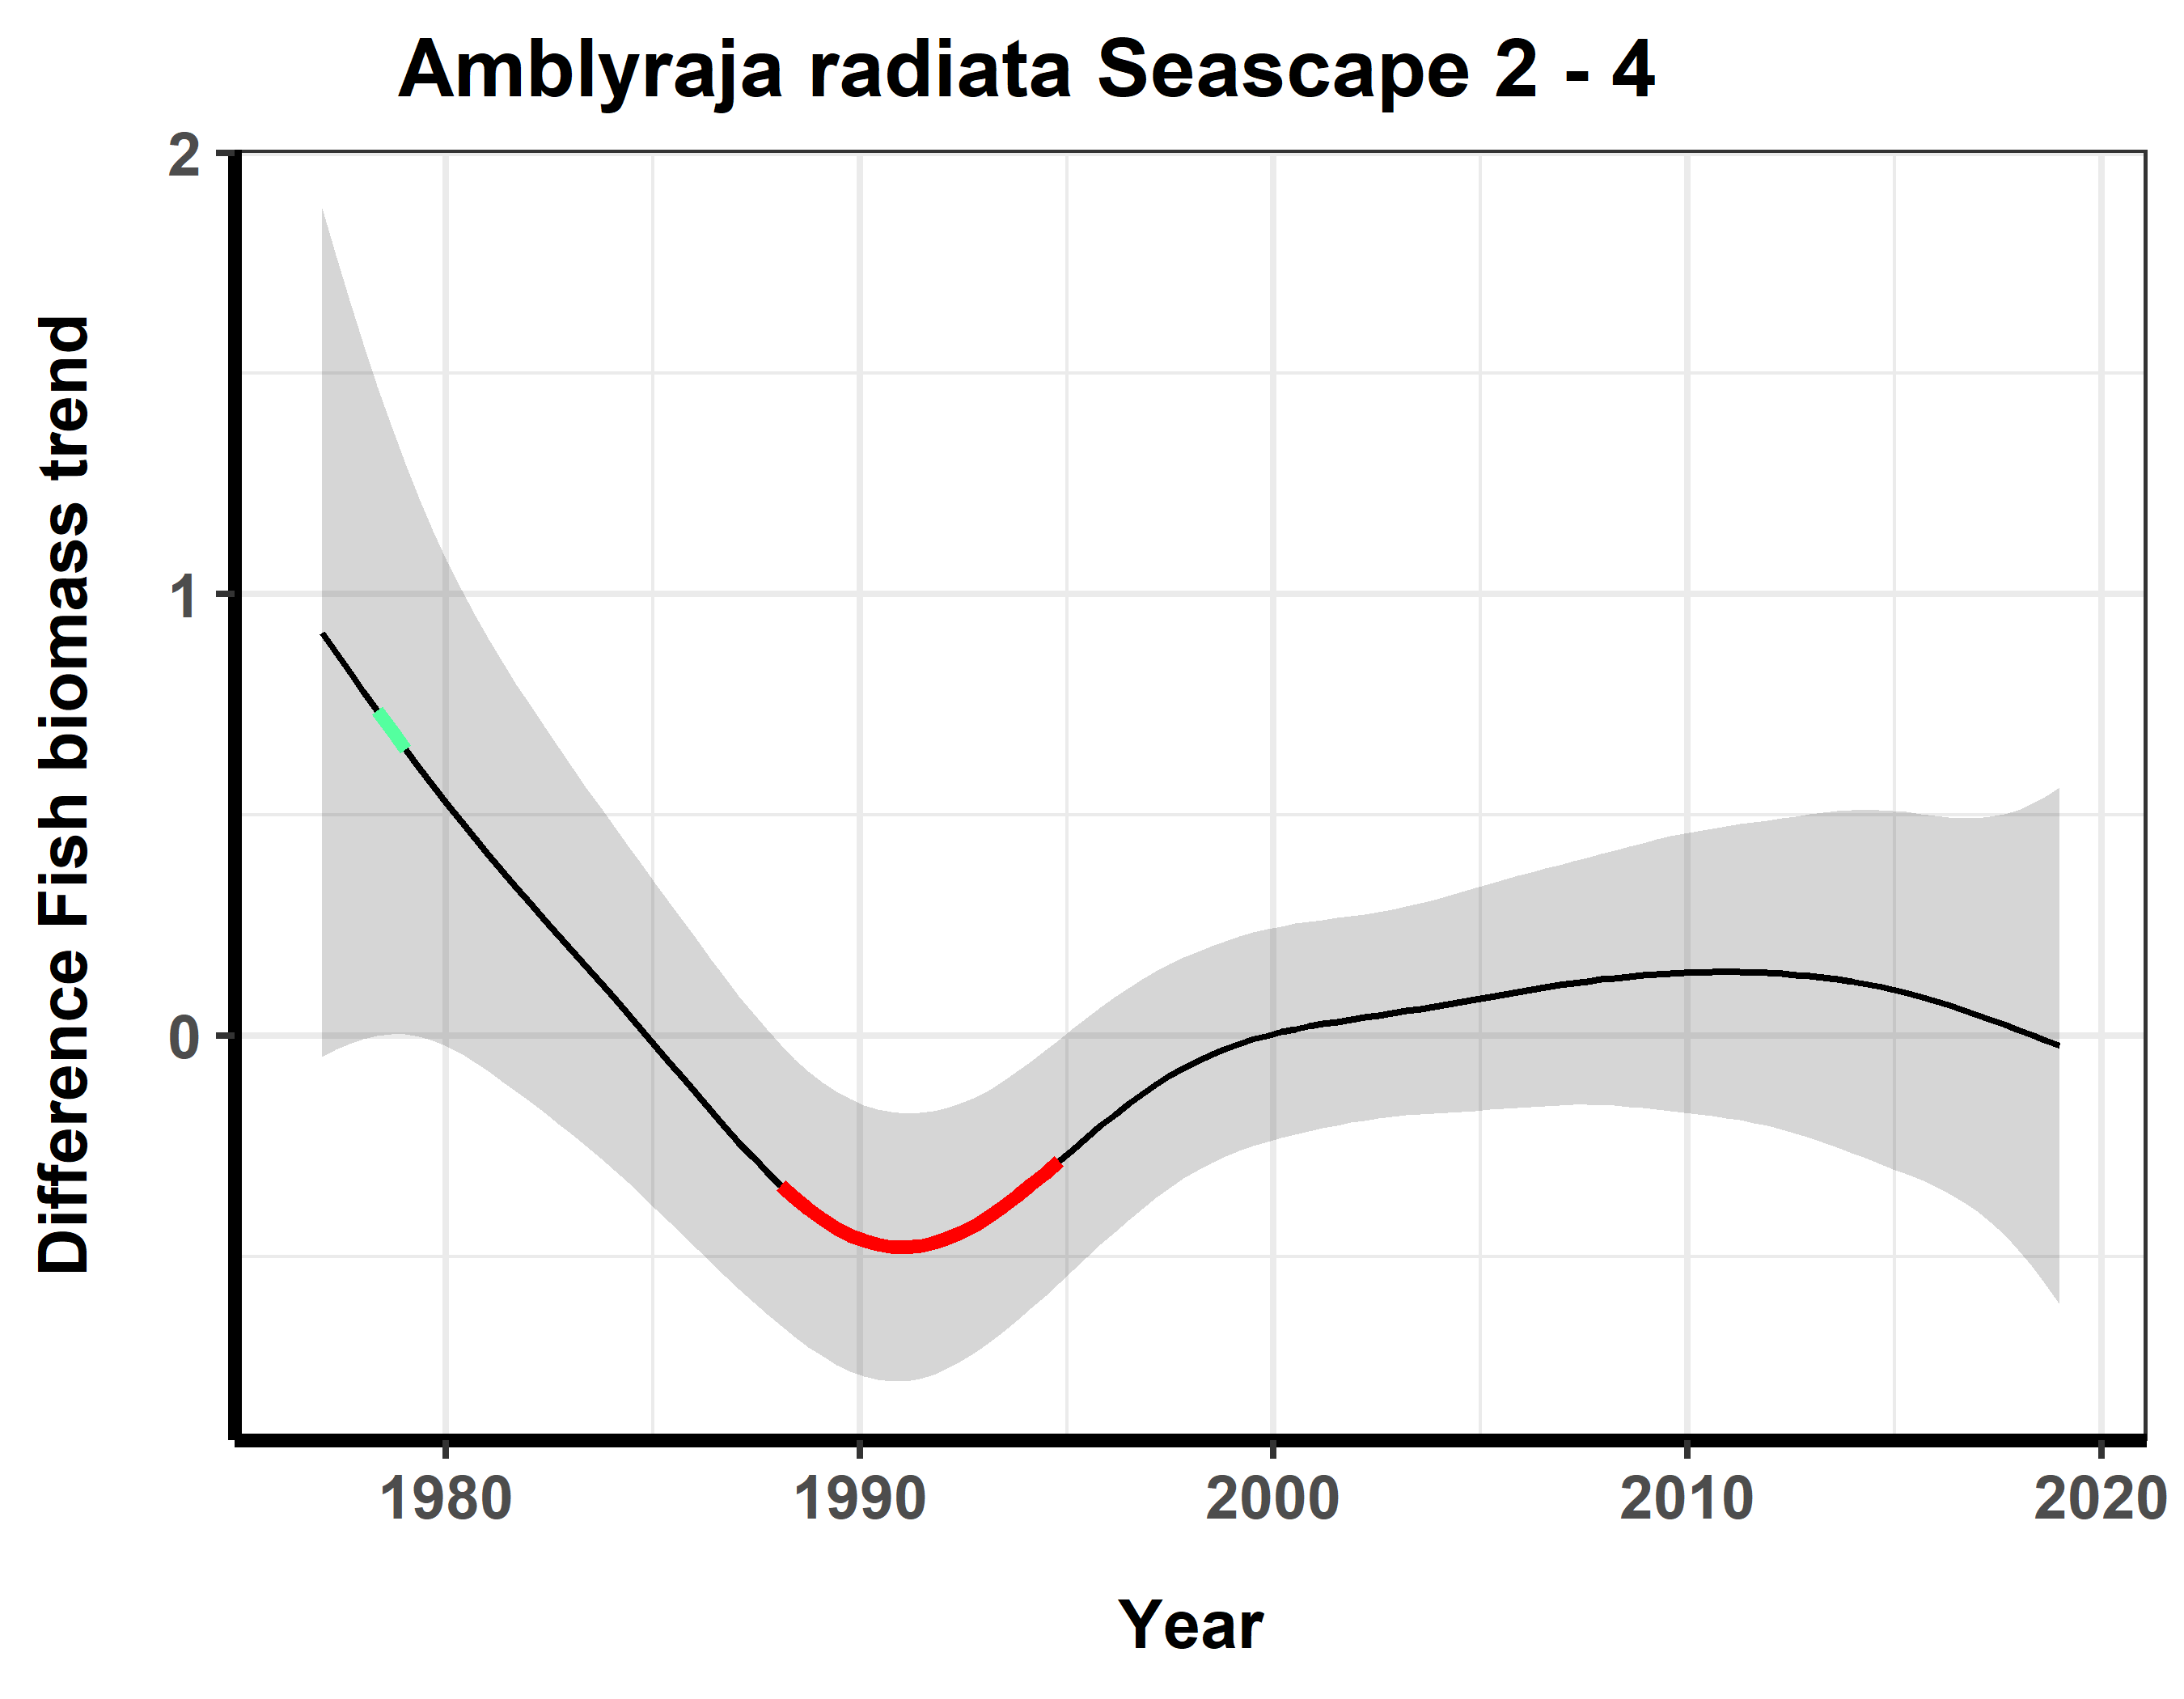 Amblyraja radiata Seascape 2 - 4
Difference Fish biomass trend
2
1
0
1980 1990 2000 2010 2020
Year